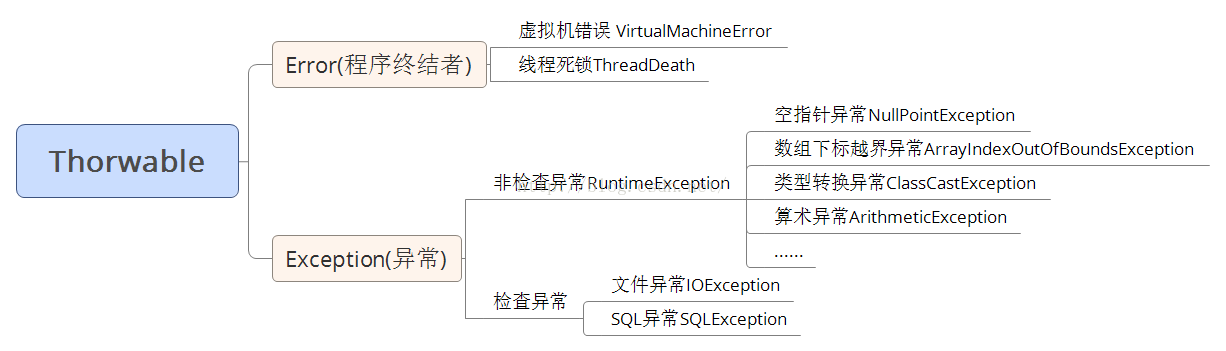 虚拟机错误 VirtualMachineError
Error(程序终结者)
线程死锁ThreadDeath
空指针异常NullPointException
数组下标越界异常ArrayIndexOutOfBoundsException
Thorwable
非检查异常RuntimeException
类型转换异常ClassCastException
算术异常ArithmeticException
......
Exception(异常)
检查异常
文件异常IOException
SQL异常SQLException